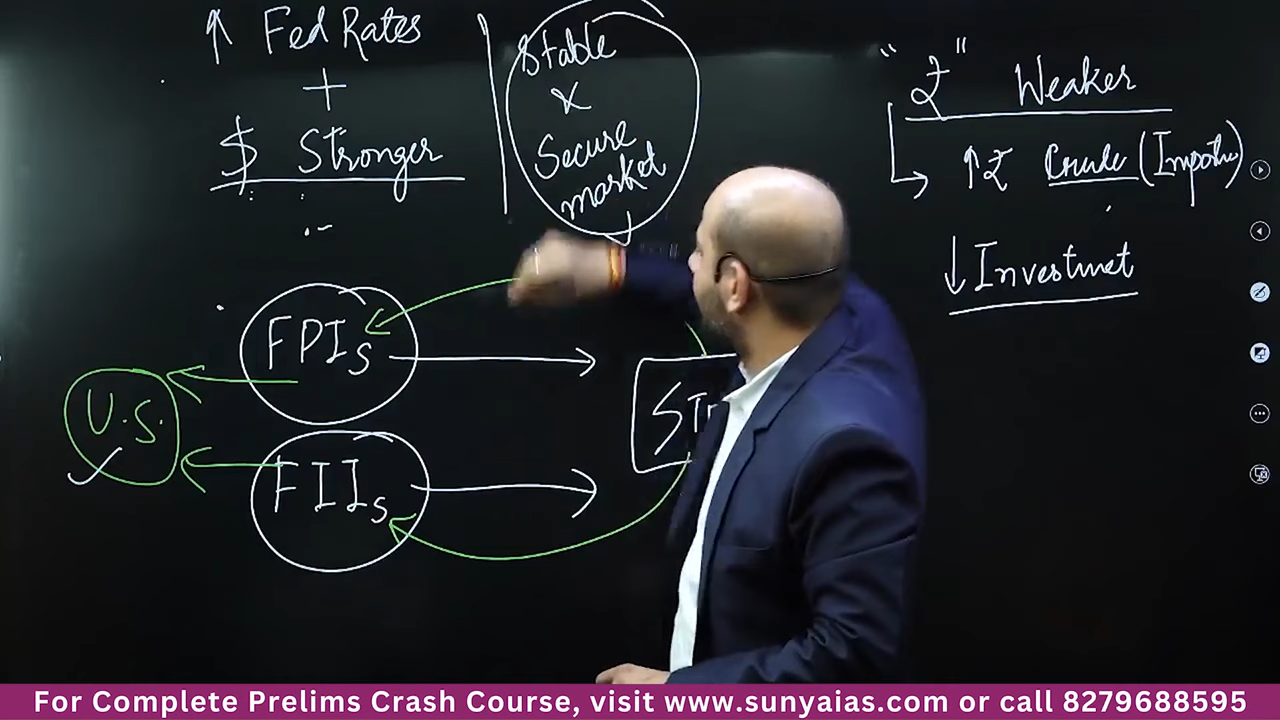 ↑ Fed Rates
+
$ Stronger
Stable
&
Secure
market
"₹" Weaker
↑₹ Crude (Import)
↓ Investment
FPIs
U.S.
FIIs
For Complete Prelims Crash Course, visit www.sunyaias.com or call 8279688595